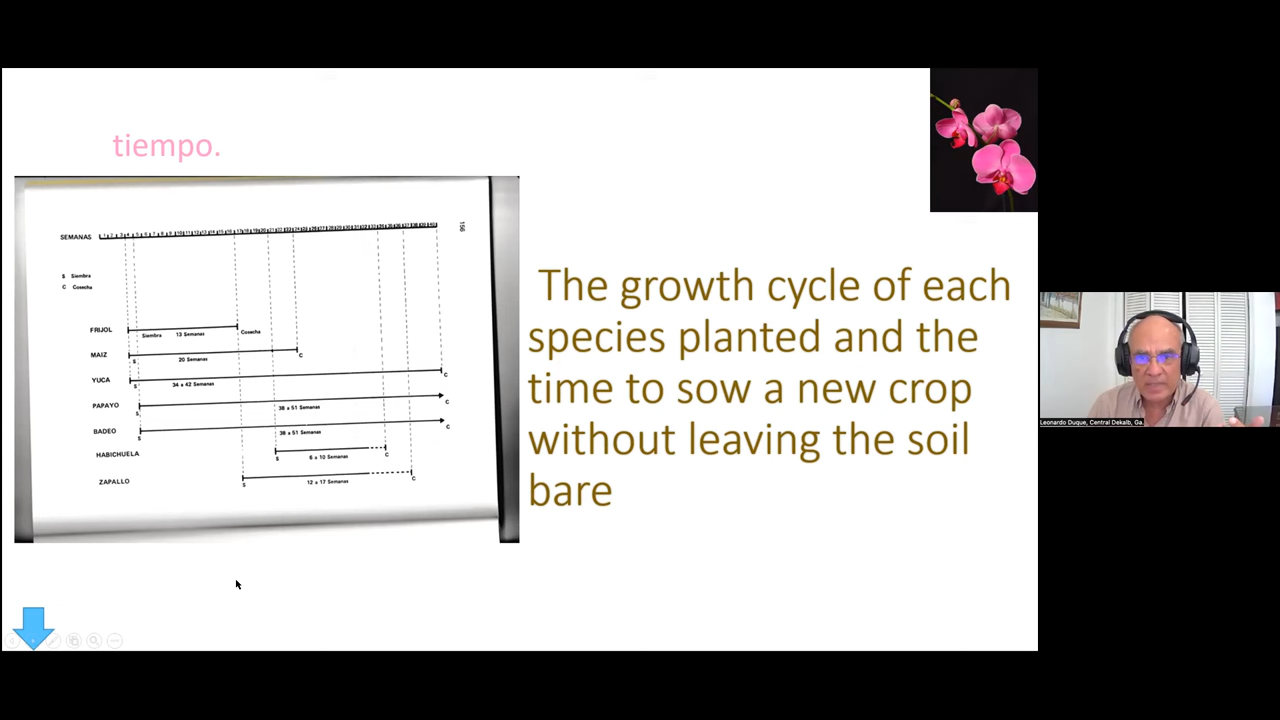 tiempo.
SEMANAS
156
S Siembra
C Cosecha
FRIJOL
Siembra 13 Semanas Cosecha
MAIZ
S 20 Semanas C
YUCA
S 34 a 42 Semanas C
PAPAYO
S 38 a 51 Semanas C
BADEO
S 38 a 51 Semanas C
HABICHUELA
S 6 a 10 Semanas C
ZAPALLO
S 12 a 17 Semanas C
The growth cycle of each
species planted and the
time to sow a new crop
without leaving the soil
bare
Leonardo Duque, Central Dekalb, Ga.